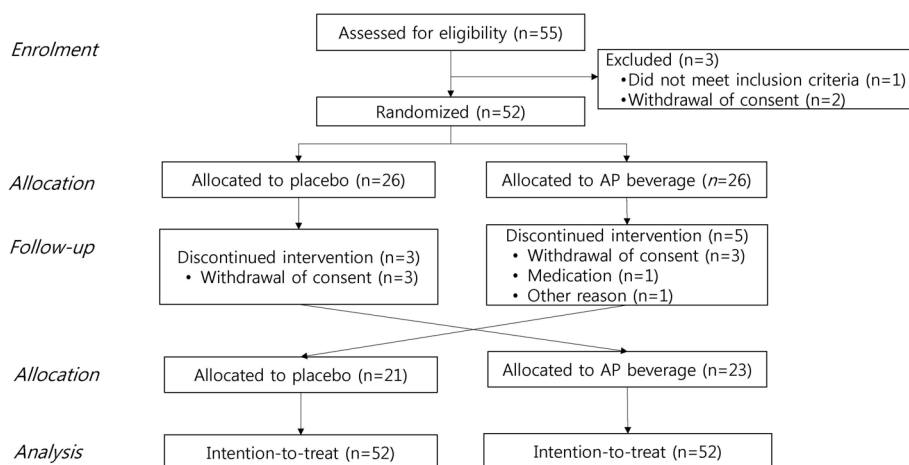 Enrolment
Assessed for eligibility (n=55)
Excluded (n=3)
•Did not meet inclusion criteria (n=1)
•Withdrawal of consent (n=2)
Randomized (n=52)
Allocation
Allocated to placebo (n=26)
Allocated to AP beverage (n=26)
Follow-up
Discontinued intervention (n=3)
• Withdrawal of consent (n=3)
Discontinued intervention (n=5)
• Withdrawal of consent (n=3)
• Medication (n=1)
• Other reason (n=1)
Allocation
Allocated to placebo (n=21)
Allocated to AP beverage (n=23)
Analysis
Intention-to-treat (n=52)
Intention-to-treat (n=52)